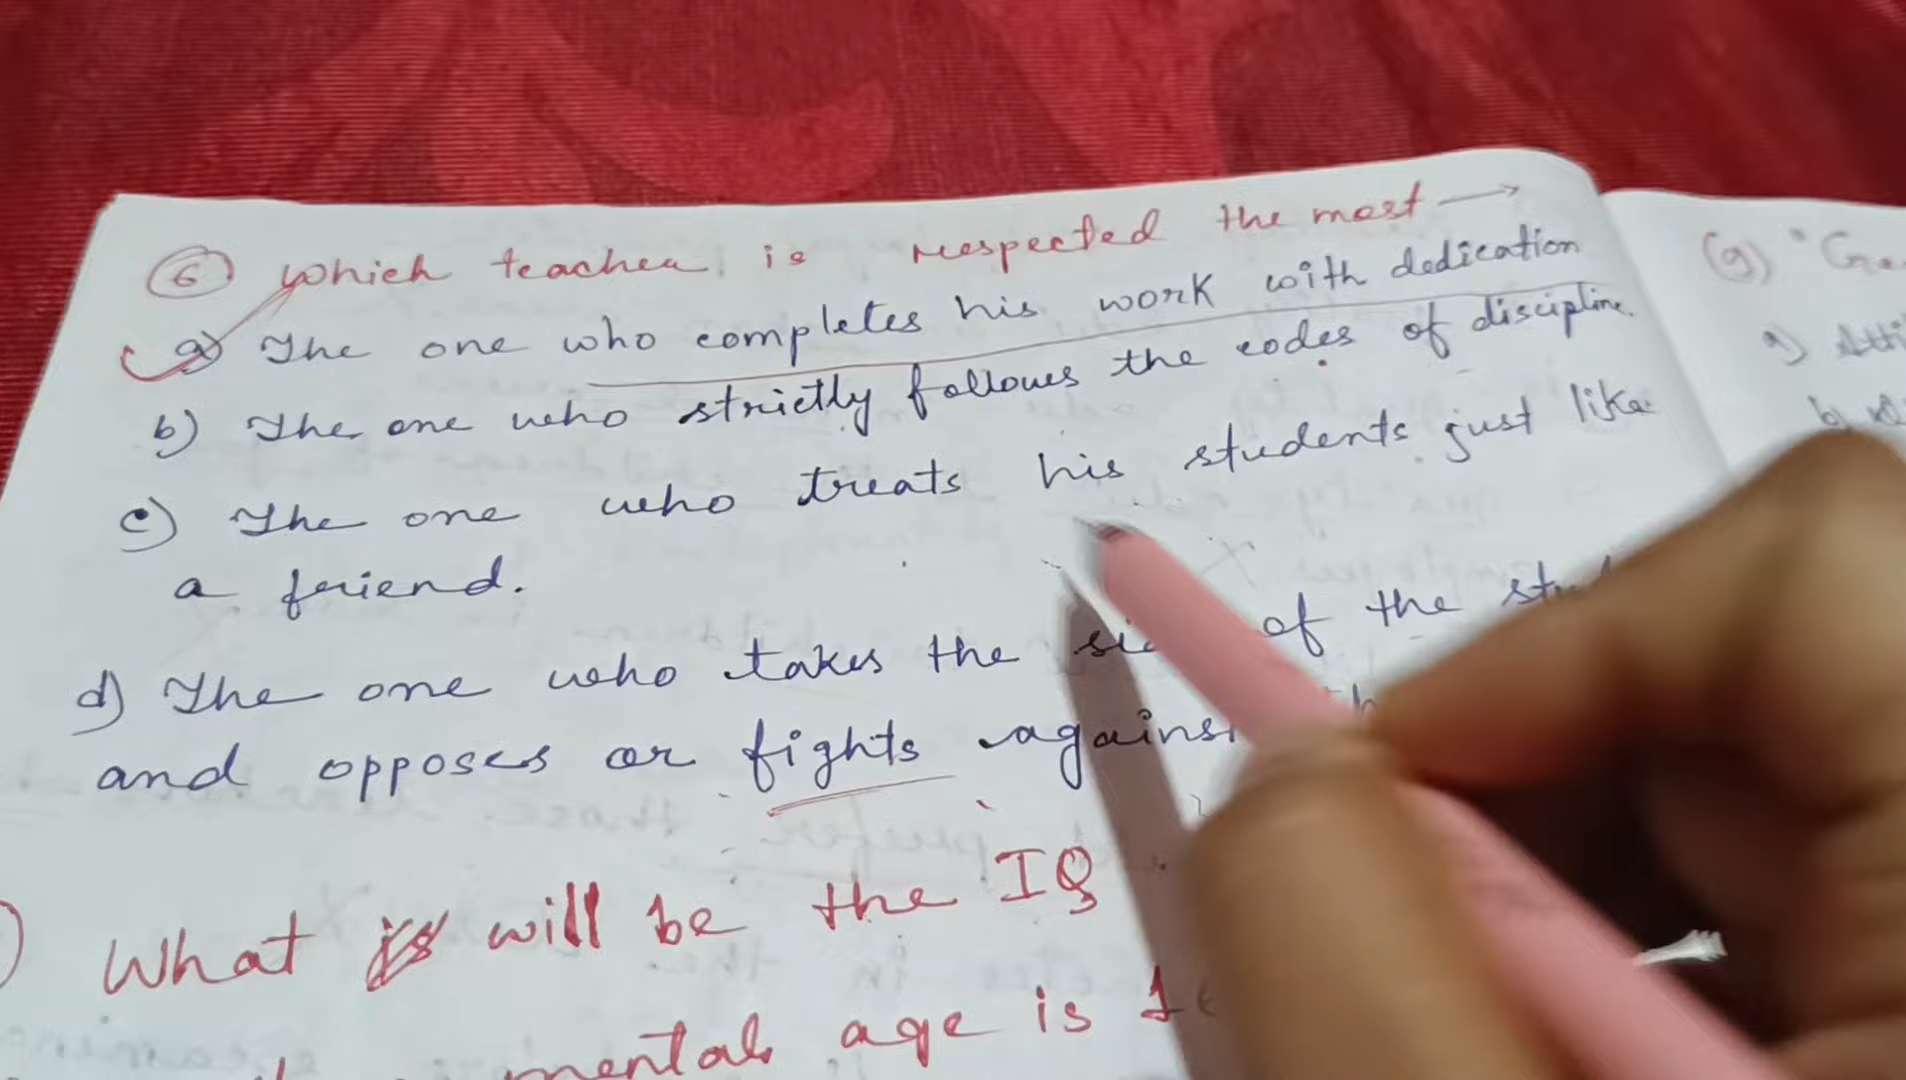 6 Which teacher is respected the most →
a) The one who completes his work with dedication
b) The one who strictly follows the codes of discipline.
c) The one who treats his students just like
a friend.
d) The one who takes the of the
and opposes or fights
What will be the IQ
mental age is
(g)
a)
b)